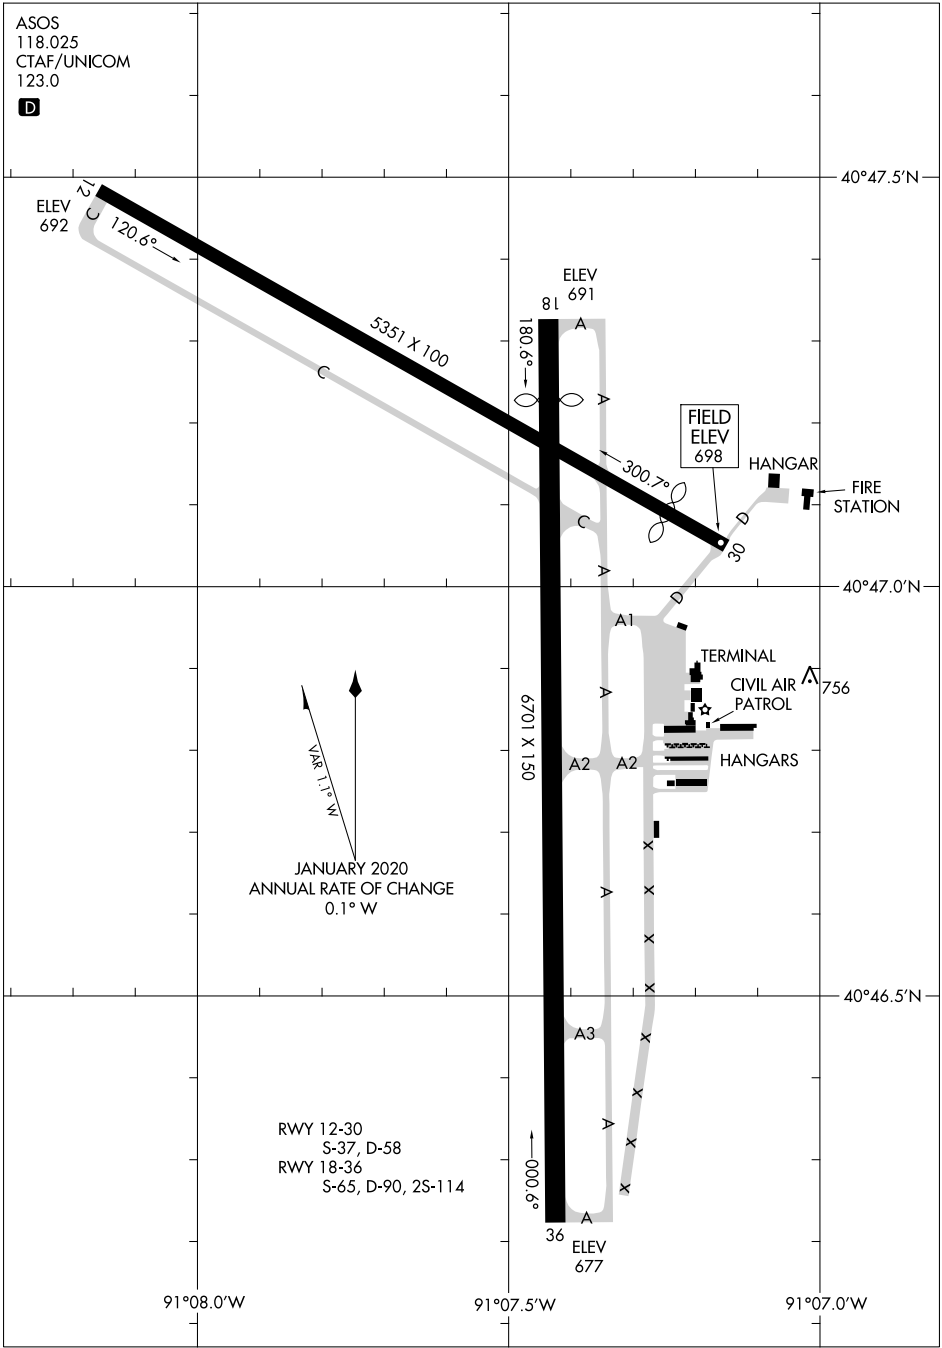 ASOS
118.025
CTAF/UNICOM
123.0
D
40°47.5'N
12
ELEV
692
C
120.6°
ELEV
691
18
A
180.6°
5351 X 100
C
A
FIELD
ELEV
698
300.7°
HANGAR
FIRE
STATION
C
D
30
A
40°47.0'N
D
A1
TERMINAL
756
CIVIL AIR
PATROL
A
6701 X 150
A2
A2
HANGARS
VAR 1.1° W
JANUARY 2020
ANNUAL RATE OF CHANGE
0.1° W
X
A
X
X
X
40°46.5'N
A3
X
X
A
X
X
RWY 12-30
S-37, D-58
RWY 18-36
S-65, D-90, 2S-114
000.6°
A
36
ELEV
677
91°08.0'W
91°07.5'W
91°07.0'W